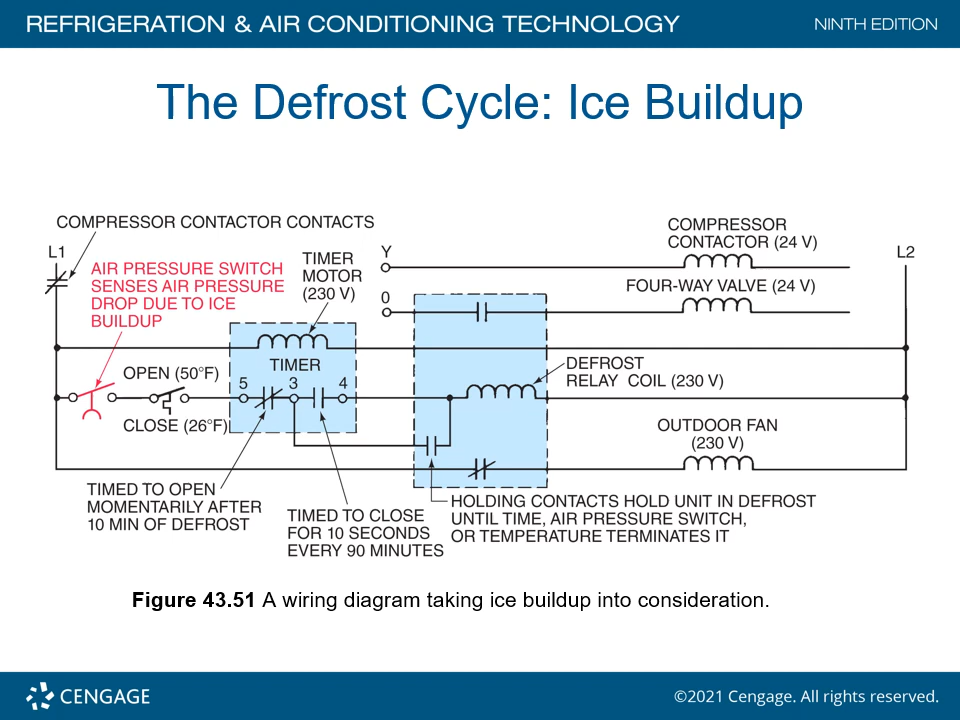 REFRIGERATION & AIR CONDITIONING TECHNOLOGY
NINTH EDITION
The Defrost Cycle: Ice Buildup
COMPRESSOR CONTACTOR CONTACTS
L1
AIR PRESSURE SWITCH
SENSES AIR PRESSURE
DROP DUE TO ICE
BUILDUP
TIMER
MOTOR
(230 V)
Y
0
COMPRESSOR
CONTACTOR (24 V)
FOUR-WAY VALVE (24 V)
L2
OPEN (50°F)
CLOSE (26°F)
TIMER
5 3 4
DEFROST
RELAY COIL (230 V)
OUTDOOR FAN
(230 V)
TIMED TO OPEN
MOMENTARILY AFTER
10 MIN OF DEFROST
TIMED TO CLOSE
FOR 10 SECONDS
EVERY 90 MINUTES
HOLDING CONTACTS HOLD UNIT IN DEFROST
UNTIL TIME, AIR PRESSURE SWITCH,
OR TEMPERATURE TERMINATES IT
Figure 43.51 A wiring diagram taking ice buildup into consideration.
CENGAGE
©2021 Cengage. All rights reserved.